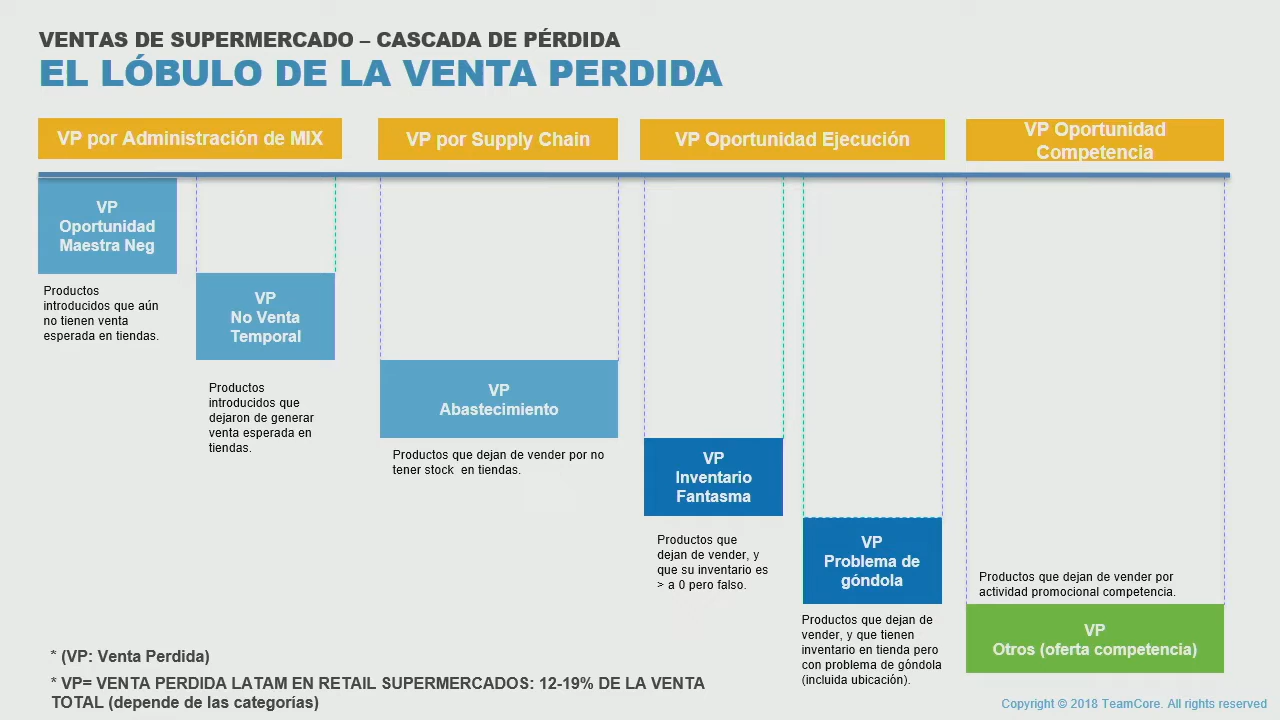 VENTAS DE SUPERMERCADO – CASCADA DE PÉRDIDA
EL LÓBULO DE LA VENTA PERDIDA
VP por Administración de MIX
VP por Supply Chain
VP Oportunidad Ejecución
VP Oportunidad
Competencia
VP
Oportunidad
Maestra Neg
Productos
introducidos que aún
no tienen venta
esperada en tiendas.
VP
No Venta
Temporal
Productos
introducidos que
dejaron de generar
venta esperada en
tiendas.
VP
Abastecimiento
Productos que dejan de vender por no
tener stock en tiendas.
VP
Inventario
Fantasma
Productos que
dejan de vender, y
que su inventario es
> a 0 pero falso.
VP
Problema de
góndola
Productos que dejan de
vender, y que tienen
inventario en tienda pero
con problema de góndola
(incluida ubicación).
Productos que dejan de vender por
actividad promocional competencia.
VP
Otros (oferta competencia)
* (VP: Venta Perdida)
* VP= VENTA PERDIDA LATAM EN RETAIL SUPERMERCADOS: 12-19% DE LA VENTA
TOTAL (depende de las categorías)
Copyright © 2018 TeamCore. All rights reserved